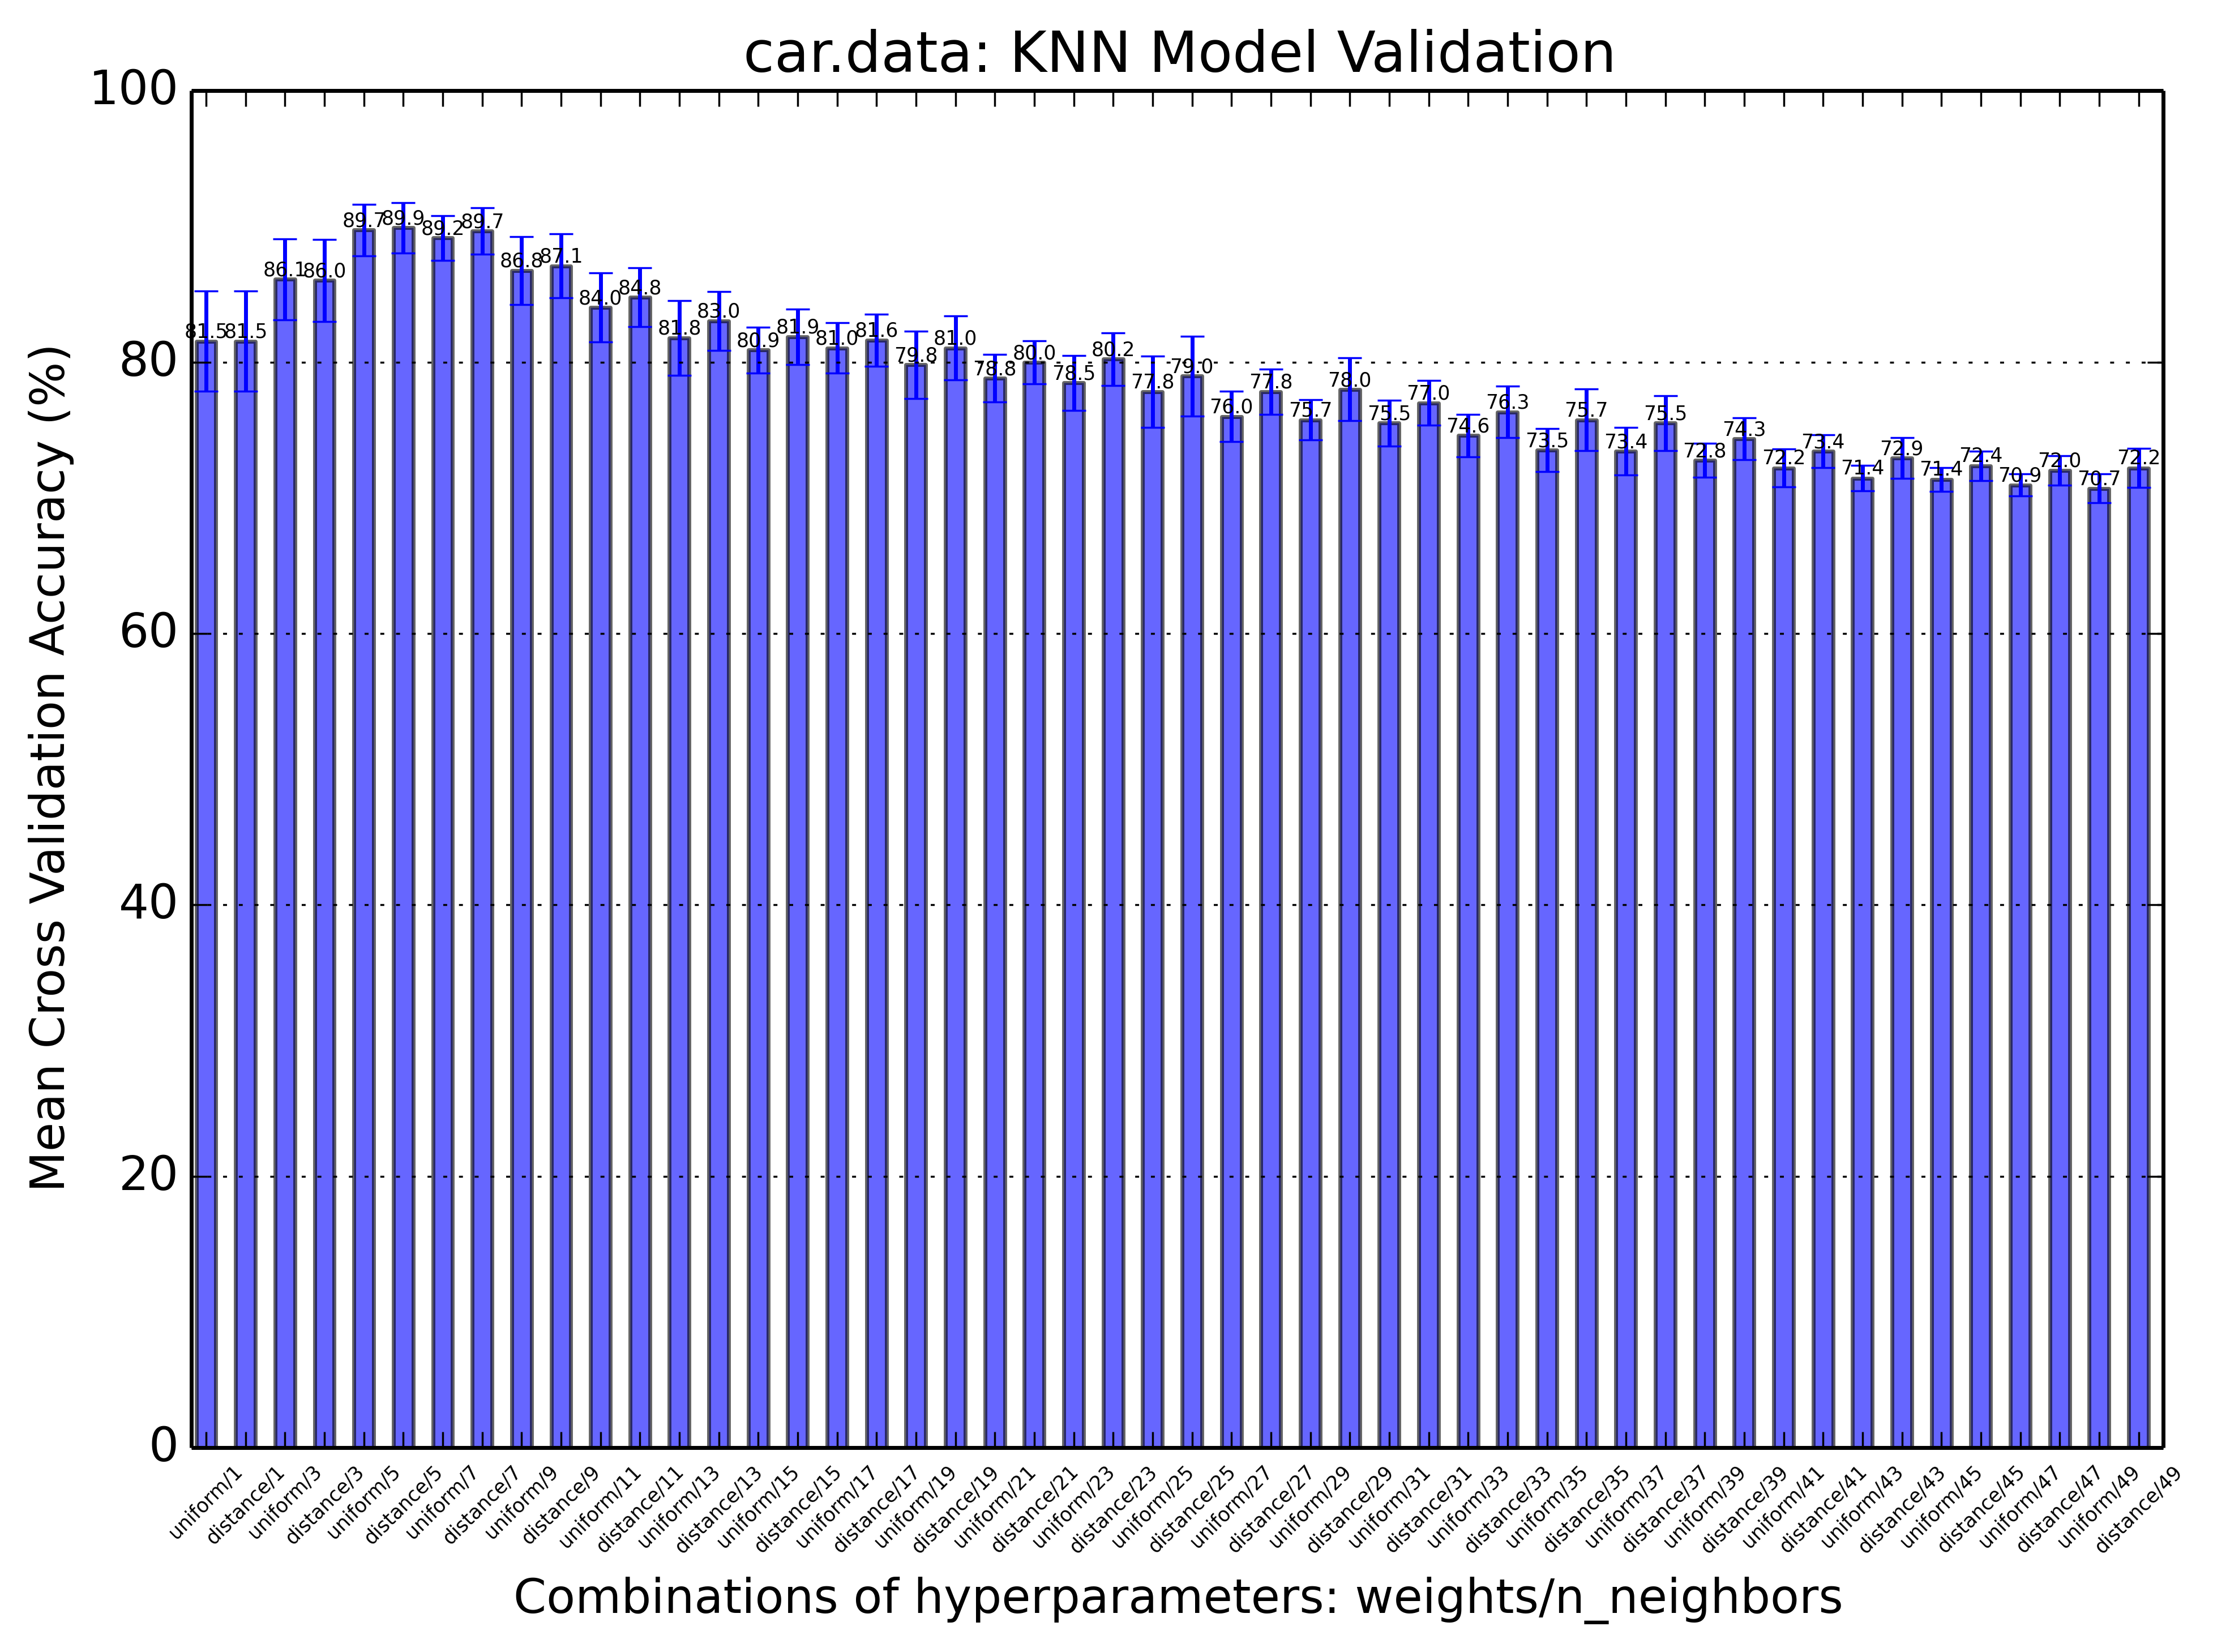 car.data: KNN Model Validation
100
80
60
40
20
0
Mean Cross Validation Accuracy (%)
81.5 81.5 86.1 86.0 89.7 89.9 89.2 89.7 86.8 87.1 84.0 84.8 81.8 83.0 80.9 81.9 81.0 81.6 79.8 81.0 78.8 80.0 78.5 80.2 77.8 79.0 76.0 77.8 75.7 78.0 75.5 77.0 74.6 76.3 73.5 75.7 73.4 75.5 72.8 74.3 72.2 73.4 71.4 72.9 71.4 72.4 70.9 72.0 70.7 72.2
uniform/1
distance/1
uniform/3
distance/3
uniform/5
distance/5
uniform/7
distance/7
uniform/9
distance/9
uniform/11
distance/11
uniform/13
distance/13
uniform/15
distance/15
uniform/17
distance/17
uniform/19
distance/19
uniform/21
distance/21
uniform/23
distance/23
uniform/25
distance/25
uniform/27
distance/27
uniform/29
distance/29
uniform/31
distance/31
uniform/33
distance/33
uniform/35
distance/35
uniform/37
distance/37
uniform/39
distance/39
uniform/41
distance/41
uniform/43
distance/43
uniform/45
distance/45
uniform/47
distance/47
uniform/49
distance/49
Combinations of hyperparameters: weights/n_neighbors